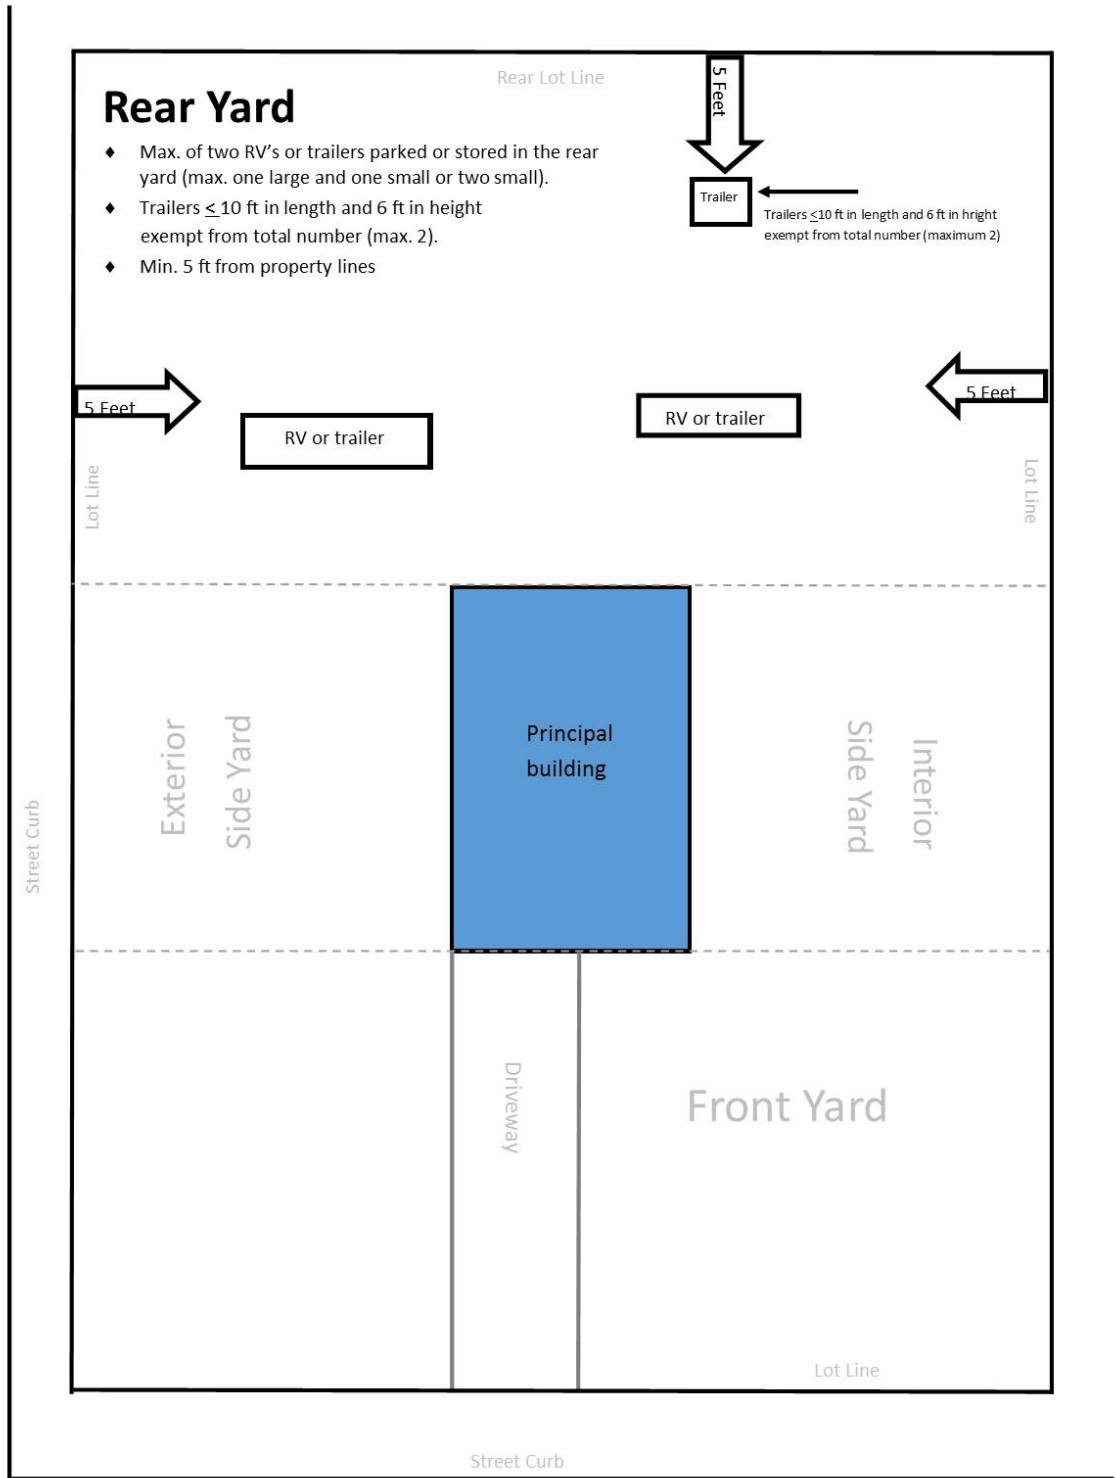 Rear Lot Line
5 Feet
Rear Yard
♦ Max. of two RV's or trailers parked or stored in the rear
yard (max. one large and one small or two small).
♦ Trailers ≤ 10 ft in length and 6 ft in height
exempt from total number (max. 2).
♦ Min. 5 ft from property lines
Trailer
Trailers ≤10 ft in length and 6 ft in hright
exempt from total number (maximum 2)
5 Feet
5 Feet
RV or trailer
RV or trailer
Lot Line
Lot Line
Exterior
Side Yard
Principal
building
Interior
Side Yard
Street Curb
Driveway
Front Yard
Lot Line
Street Curb